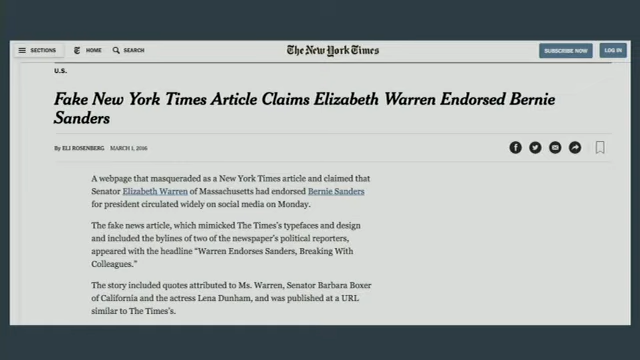 SECTIONS
HOME
SEARCH
The New York Times
SUBSCRIBE NOW
LOG IN
U.S.
Fake New York Times Article Claims Elizabeth Warren Endorsed Bernie
Sanders
By ELI ROSENBERG MARCH 1, 2016
A webpage that masqueraded as a New York Times article and claimed that
Senator Elizabeth Warren of Massachusetts had endorsed Bernie Sanders
for president circulated widely on social media on Monday.
The fake news article, which mimicked The Times's typefaces and design
and included the bylines of two of the newspaper's political reporters,
appeared with the headline “Warren Endorses Sanders, Breaking With
Colleagues.”
The story included quotes attributed to Ms. Warren, Senator Barbara Boxer
of California and the actress Lena Dunham, and was published at a URL
similar to The Times's.